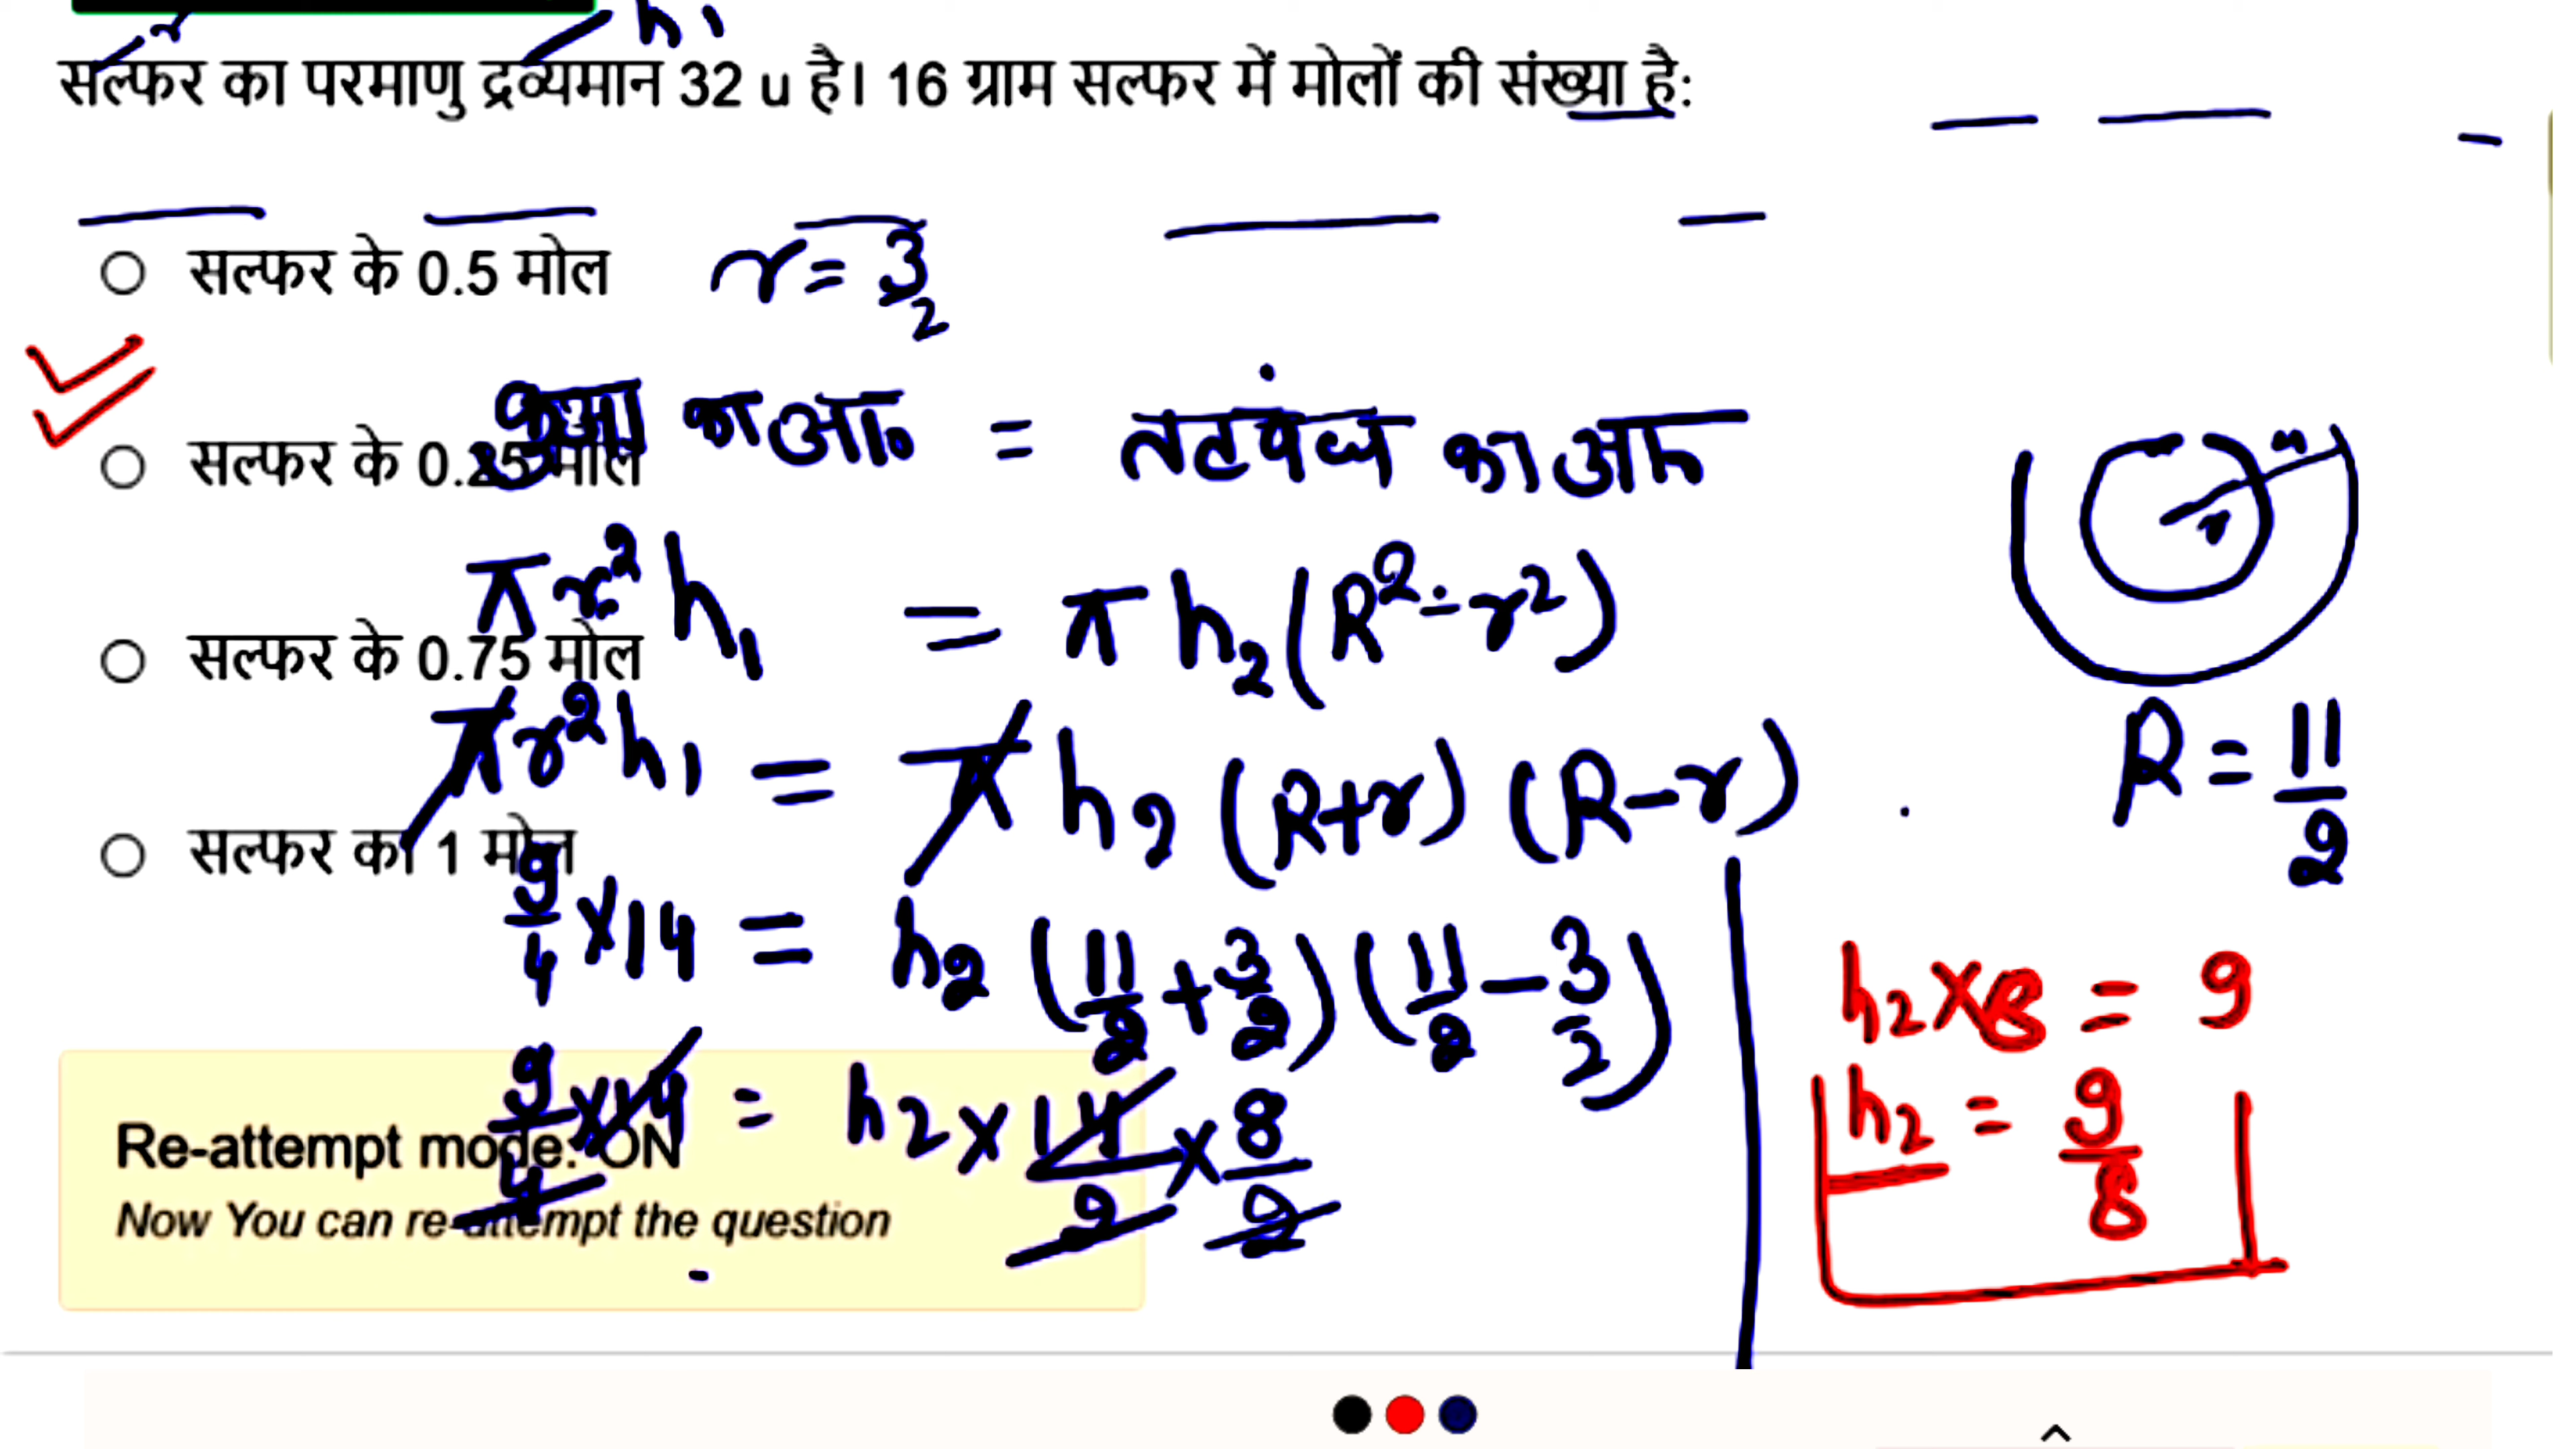 r h₁
सल्फर का परमाणु द्रव्यमान 32 u है। 16 ग्राम सल्फर में मोलों की संख्या है:
सल्फर के 0.5 मोल
r = 3/2
कुआ का आ० = तटबंध का आ०
सल्फर के 0.25 मोल
r
πr²h₁ = πh₂(R²-r²)
सल्फर के 0.75 मोल
πr²h₁ = πh₂(R+r)(R-r)
R = 11/2
सल्फर का 1 मोल
9/4×14 = h₂(11/2+3/2)(11/2-3/2)
h₂×8 = 9
9/4×14 = h₂×14/2×8/2
h₂ = 9/8
Re-attempt mode: ON
Now You can re-attempt the question